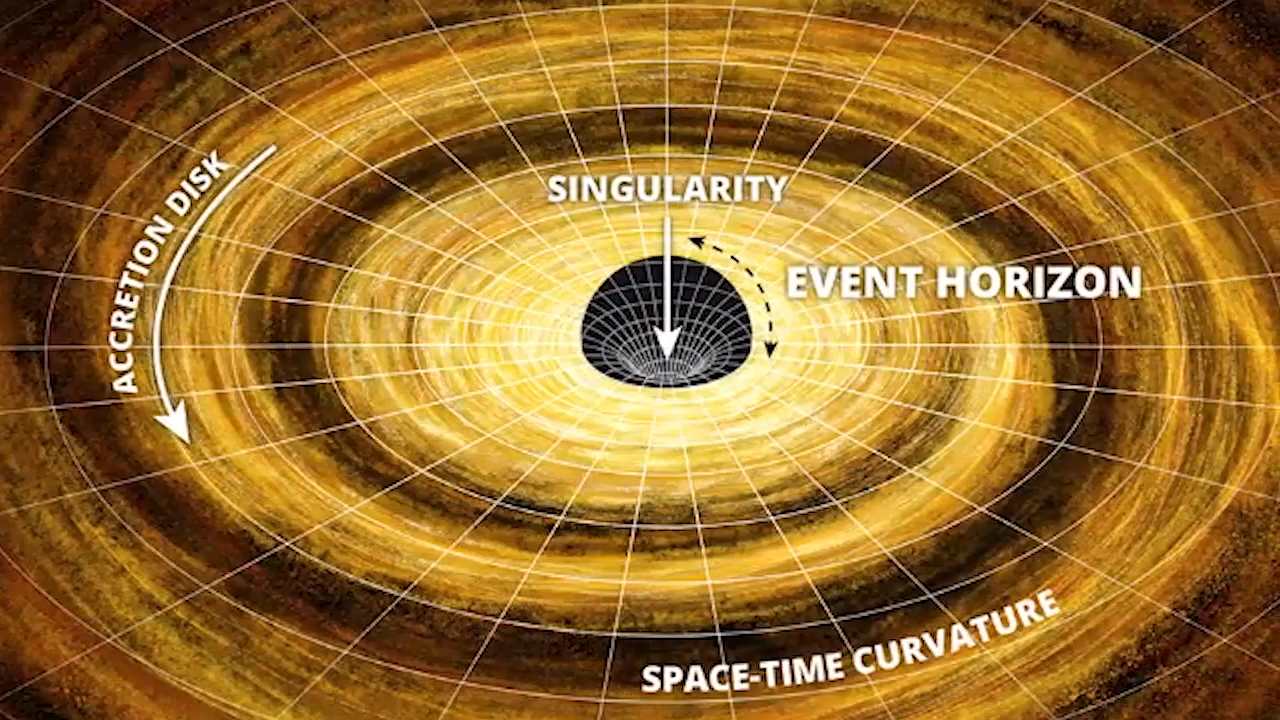 ACCRETION DISK
SINGULARITY
EVENT HORIZON
SPACE-TIME CURVATURE